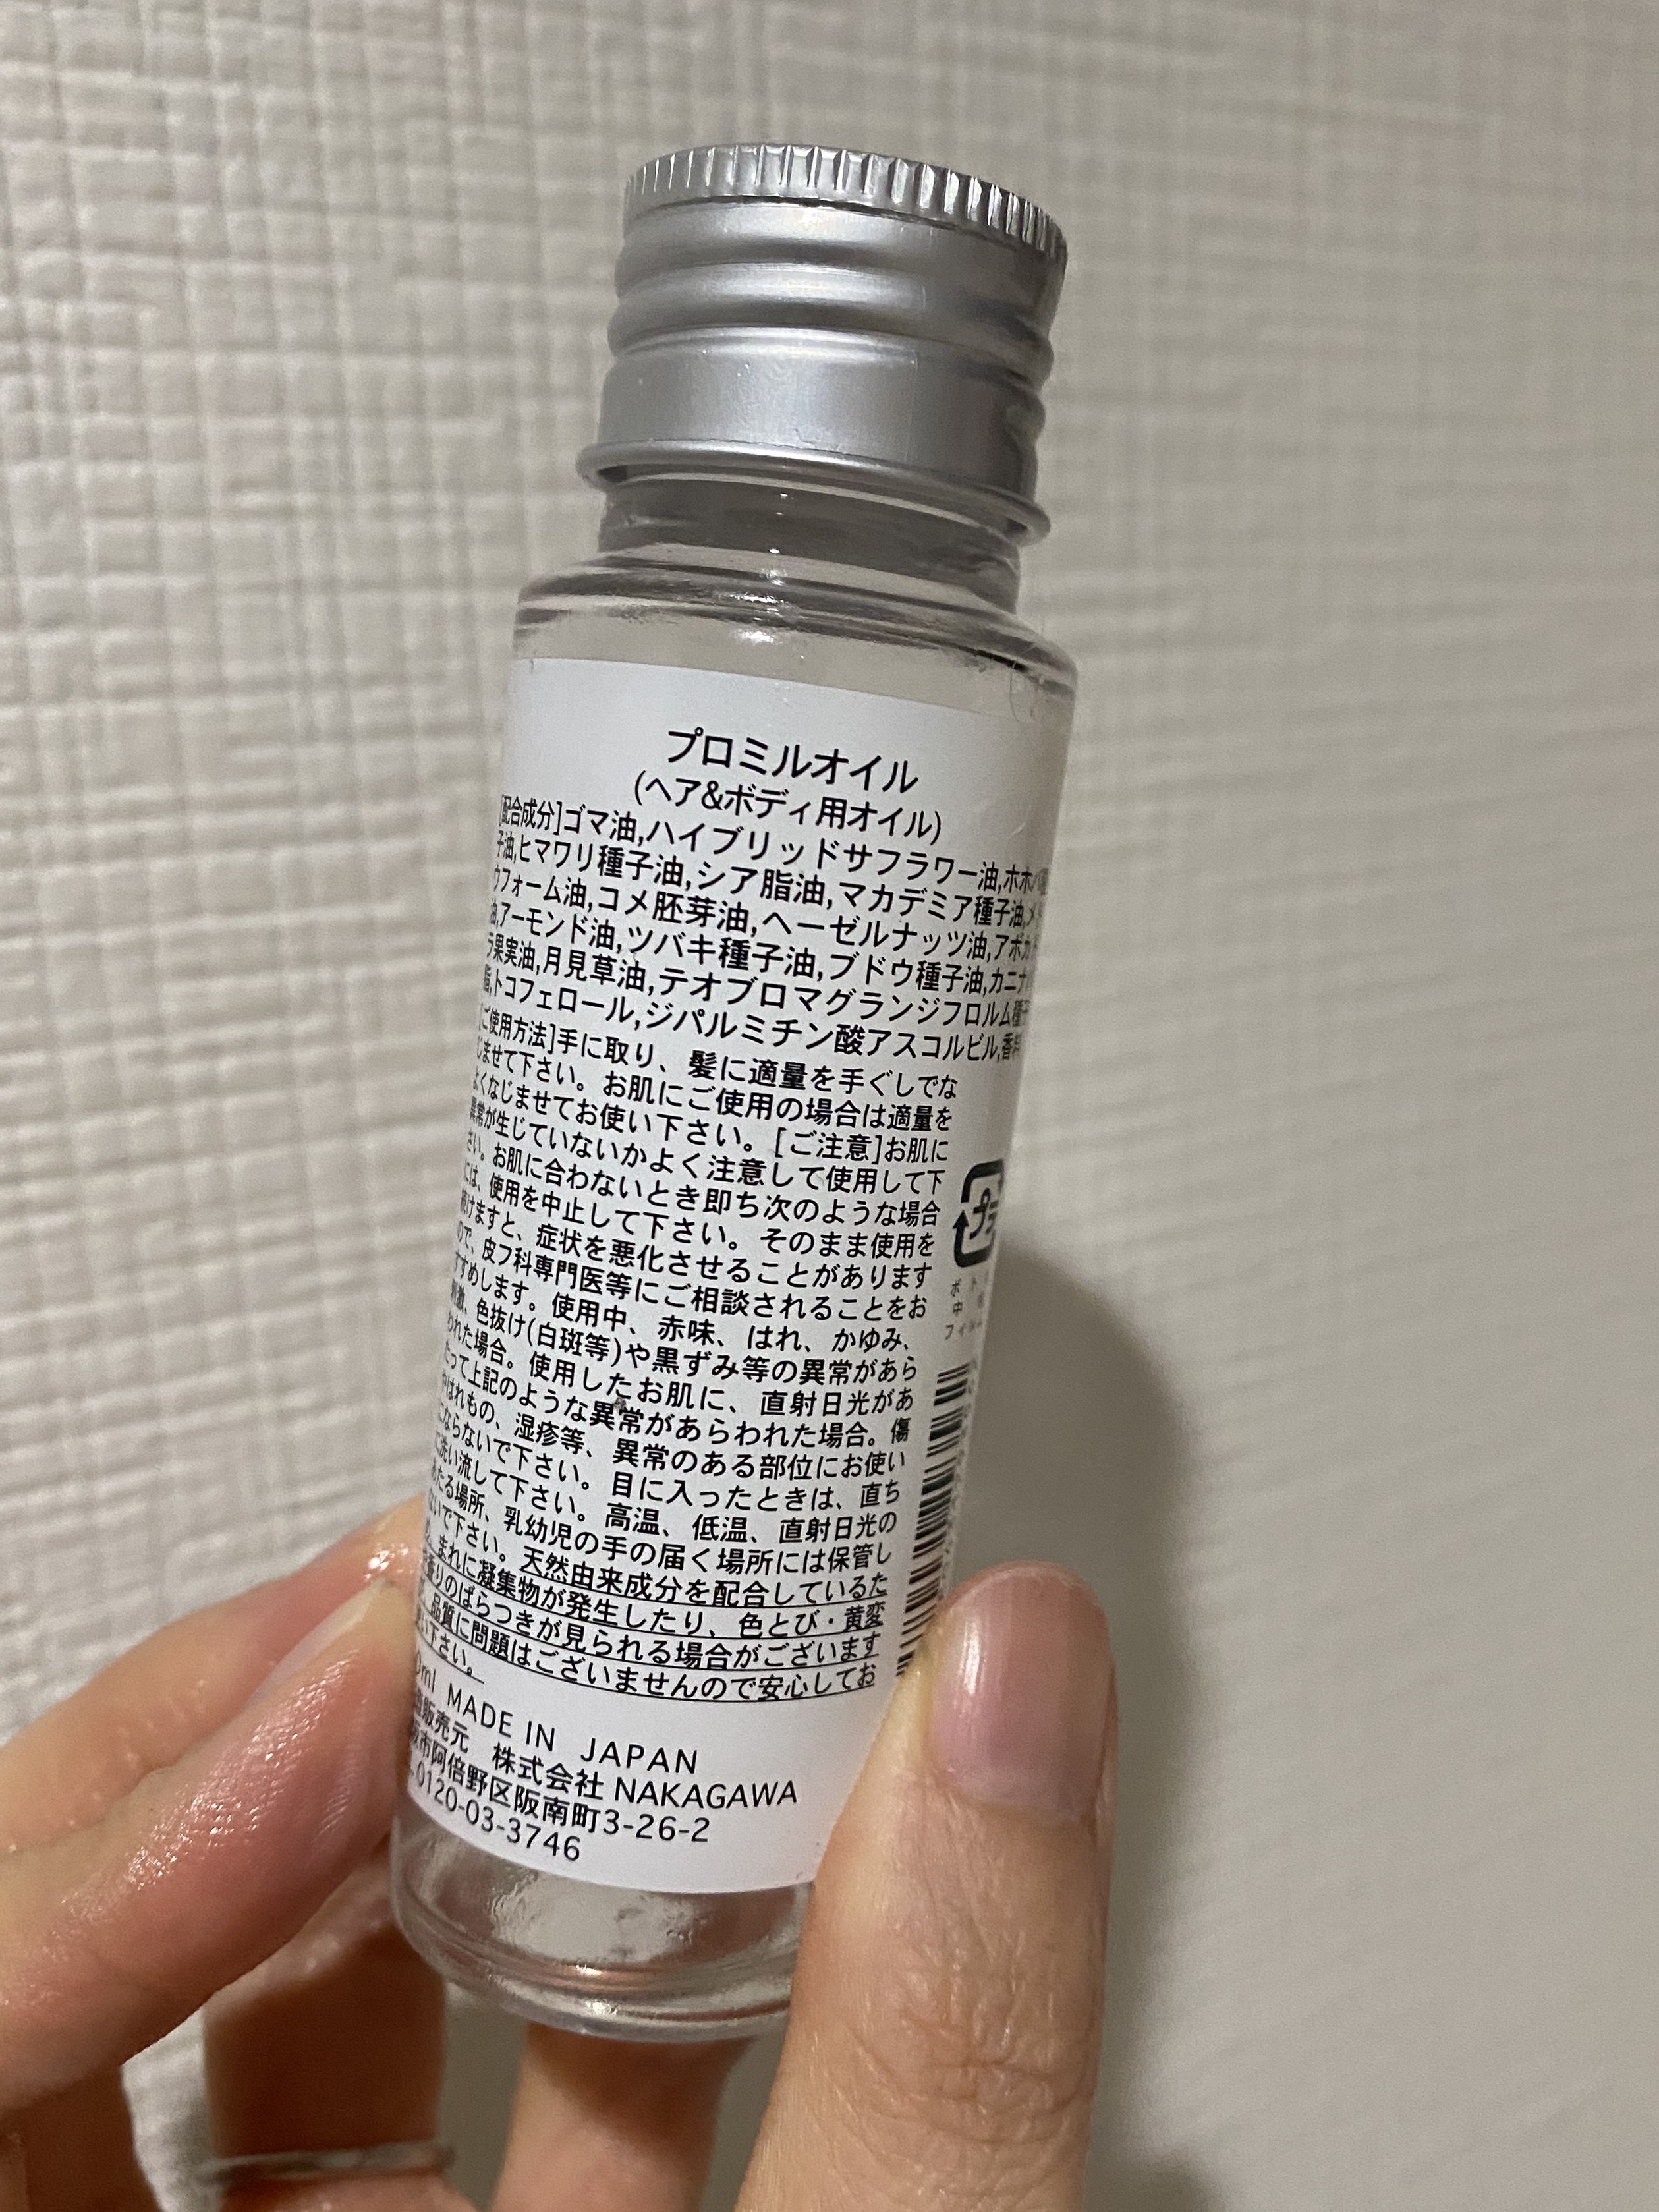 プロミルオイル
(ヘア&ボディ用オイル)
[配合成分]ゴマ油,ハイブリッドサフラワー油,ホホバ種
子油,ヒマワリ種子油,シア脂油,マカデミア種子油,メド
ウフォーム油,コメ胚芽油,ヘーゼルナッツ油,アボカド
油,アーモンド油,ツバキ種子油,ブドウ種子油,カニナバ
ラ果実油,月見草油,テオブロマグランジフロルム種子
脂,トコフェロール,ジパルミチン酸アスコルビル,香料
[ご使用方法]手に取り、髪に適量を手ぐしでな
じませて下さい。お肌にご使用の場合は適量を
よくなじませてお使い下さい。[ご注意]お肌に
異常が生じていないかよく注意して使用して下
さい。お肌に合わないとき即ち次のような場合
には、使用を中止して下さい。そのまま使用を
続けますと、症状を悪化させることがあります
ので、皮フ科専門医等にご相談されることをお
すすめします。使用中、赤味、はれ、かゆみ、
刺激、色抜け(白斑等)や黒ずみ等の異常があら
われた場合。使用したお肌に、直射日光があ
たって上記のような異常があらわれた場合。傷
やはれもの、湿疹等、異常のある部位にお使い
にならないで下さい。目に入ったときは、直ち
に洗い流して下さい。高温、低温、直射日光の
あたる場所、乳幼児の手の届く場所には保管し
ないで下さい。天然由来成分を配合しているた
まれに凝集物が発生したり、色とび・黄変
香りのばらつきが見られる場合がございます
品質に問題はございませんので安心してお
使い下さい。
0ml MADE IN JAPAN
販売元 株式会社 NAKAGAWA
阪市阿倍野区阪南町3-26-2
0120-03-3746
プラ